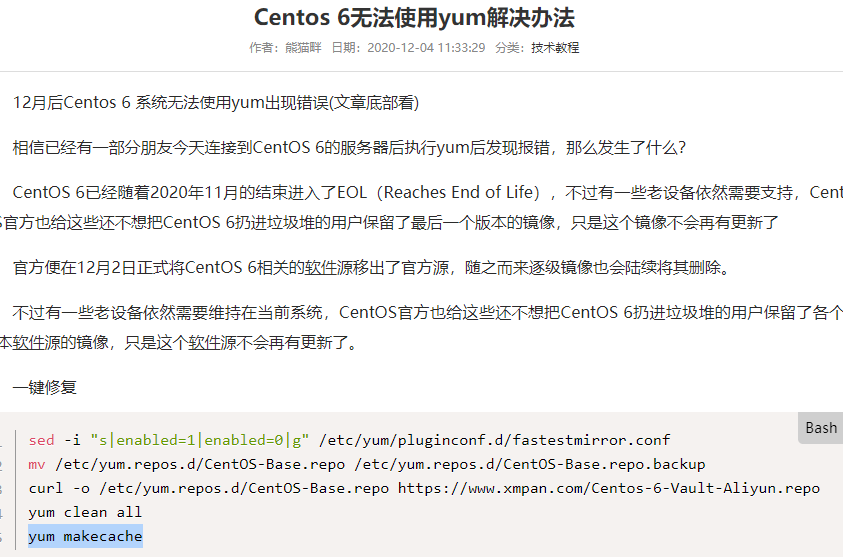 Centos 6无法使用yum解决办法
作者：熊猫畔 日期：2020-12-04 11:33:29 分类：技术教程
12月后Centos 6 系统无法使用yum出现错误(文章底部看)
相信已经有一部分朋友今天连接到CentOS 6的服务器后执行yum后发现报错，那么发生了什么？
CentOS 6已经随着2020年11月的结束进入了EOL（Reaches End of Life），不过有一些老设备依然需要支持，Cent
S官方也给这些还不想把CentOS 6扔进垃圾堆的用户保留了最后一个版本的镜像，只是这个镜像不会再有更新了
官方便在12月2日正式将CentOS 6相关的软件源移出了官方源，随之而来逐级镜像也会陆续将其删除。
不过有一些老设备依然需要维持在当前系统，CentOS官方也给这些还不想把CentOS 6扔进垃圾堆的用户保留了各个
本软件源的镜像，只是这个软件源不会再有更新了。
一键修复
Bash
sed -i "s|enabled=1|enabled=0|g" /etc/yum/pluginconf.d/fastestmirror.conf
mv /etc/yum.repos.d/CentOS-Base.repo /etc/yum.repos.d/CentOS-Base.repo.backup
curl -o /etc/yum.repos.d/CentOS-Base.repo https://www.xmpan.com/Centos-6-Vault-Aliyun.repo
yum clean all
yum makecache